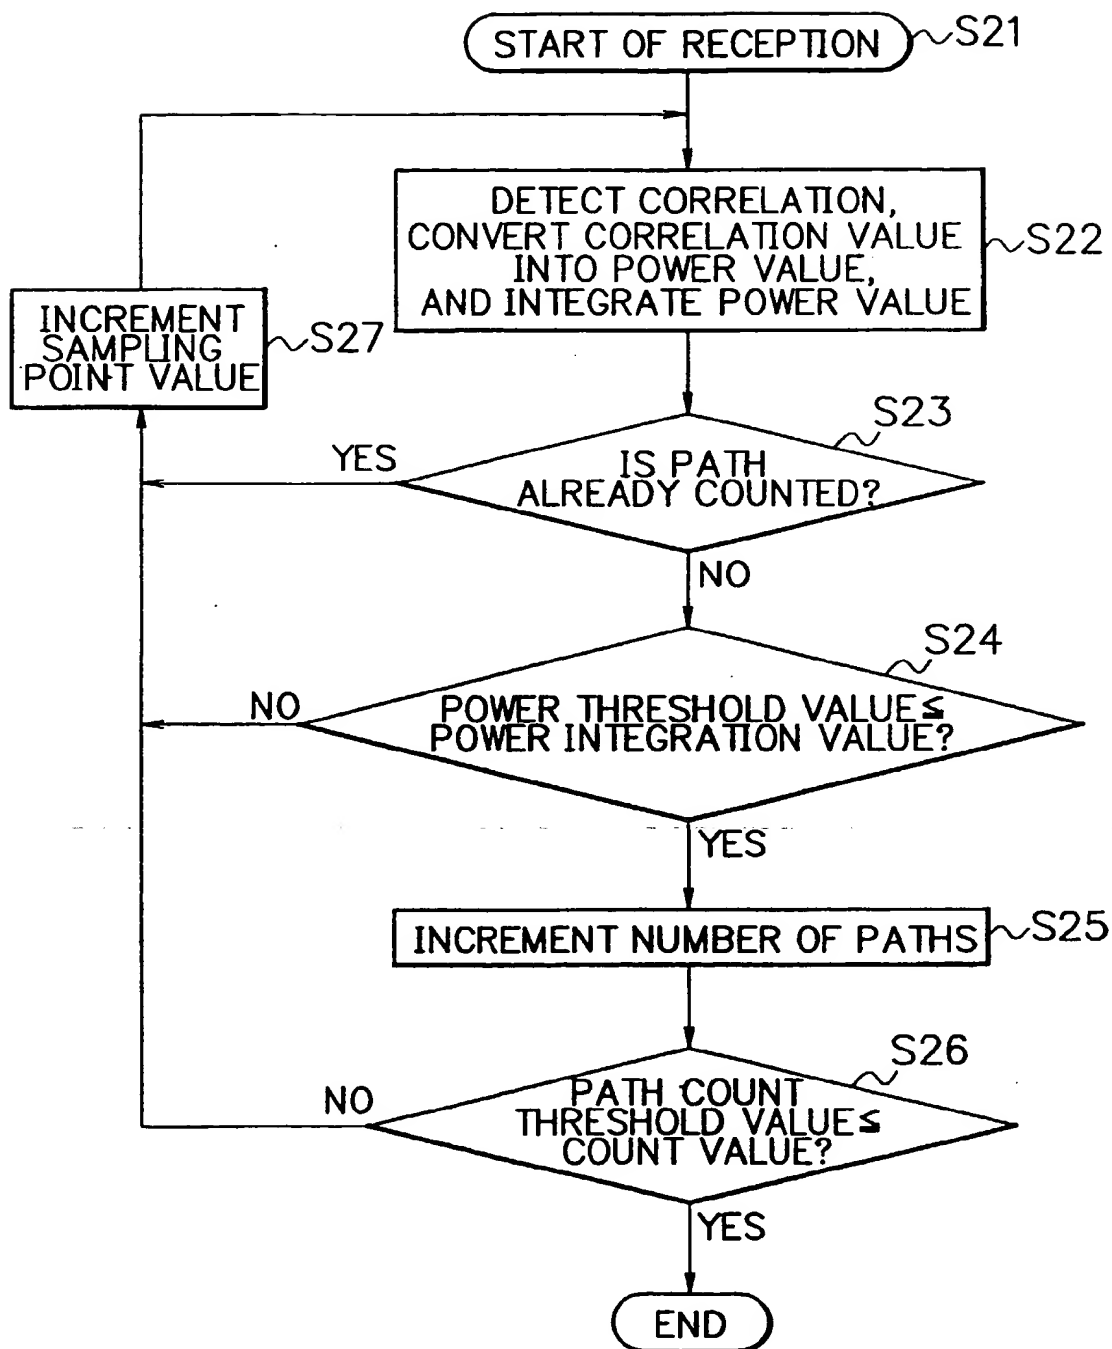 START OF RECEPTION
S21
DETECT CORRELATION,
CONVERT CORRELATION VALUE
INTO POWER VALUE,
AND INTEGRATE POWER VALUE
S22
INCREMENT
SAMPLING
POINT VALUE
S27
S23
YES
IS PATH
ALREADY COUNTED?
NO
S24
NO
POWER THRESHOLD VALUE≦
POWER INTEGRATION VALUE?
YES
INCREMENT NUMBER OF PATHS
S25
S26
NO
PATH COUNT
THRESHOLD VALUE≦
COUNT VALUE?
YES
END